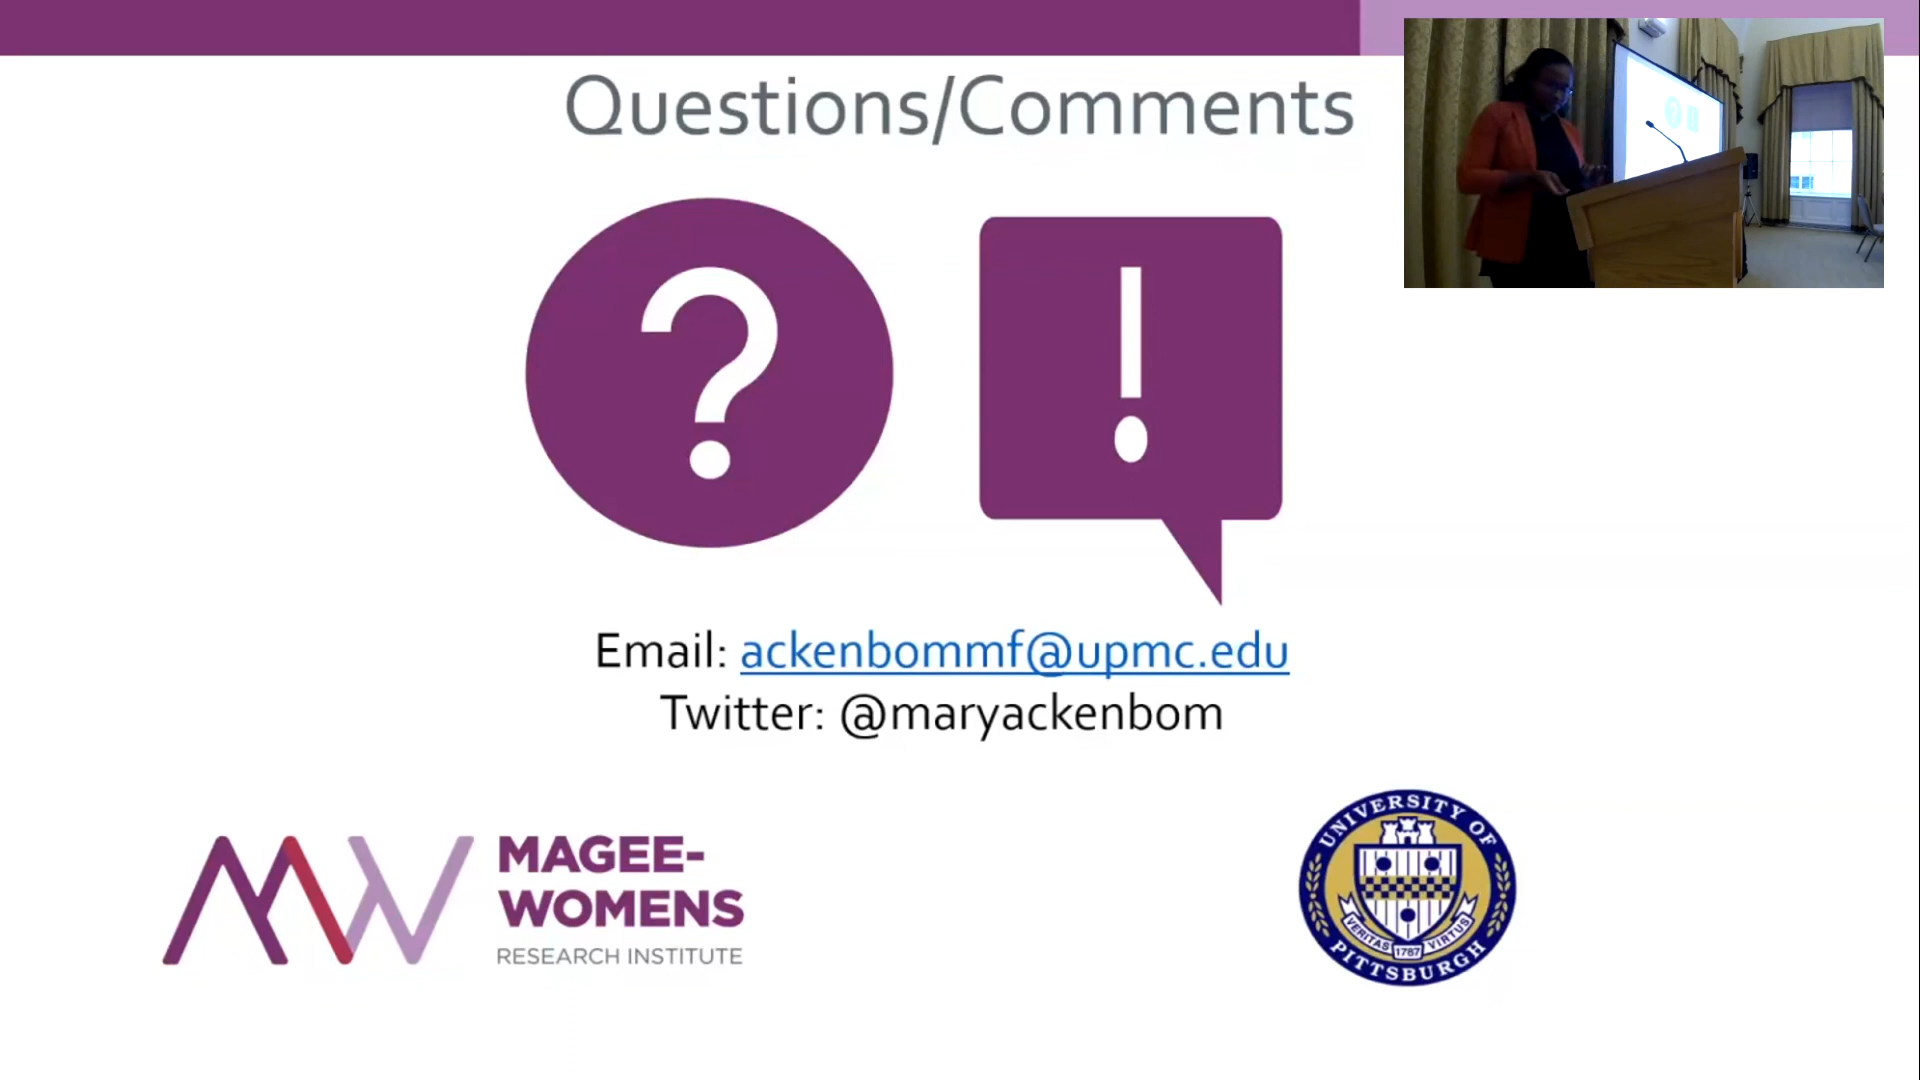 Questions/Comments
?
!
Email: ackenbommf@upmc.edu
Twitter: @maryackenbom
MAGEE-
WOMENS
RESEARCH INSTITUTE
UNIVERSITY OF
VERITAS 1787 VIRTUS
PITTSBURGH